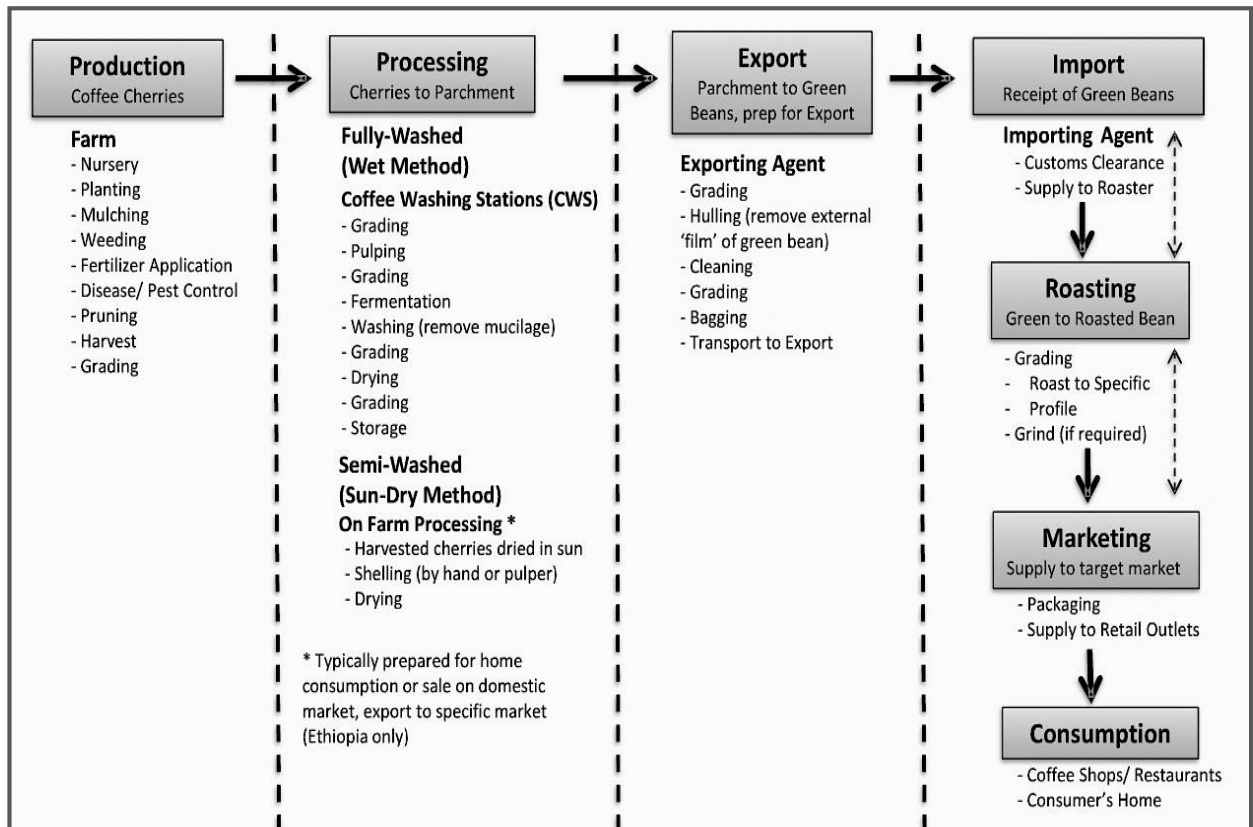 Production
Coffee Cherries
Farm
- Nursery
- Planting
- Mulching
- Weeding
- Fertilizer Application
- Disease/ Pest Control
- Pruning
- Harvest
- Grading
Processing
Cherries to Parchment
Fully-Washed
(Wet Method)
Coffee Washing Stations (CWS)
- Grading
- Pulping
- Grading
- Fermentation
- Washing (remove mucilage)
- Grading
- Drying
- Grading
- Storage
Semi-Washed
(Sun-Dry Method)
On Farm Processing *
- Harvested cherries dried in sun
- Shelling (by hand or pulper)
- Drying
* Typically prepared for home
consumption or sale on domestic
market, export to specific market
(Ethiopia only)
Export
Parchment to Green
Beans, prep for Export
Exporting Agent
- Grading
- Hulling (remove external
‘film’ of green bean)
- Cleaning
- Grading
- Bagging
- Transport to Export
Import
Receipt of Green Beans
Importing Agent
- Customs Clearance
- Supply to Roaster
Roasting
Green to Roasted Bean
- Grading
- Roast to Specific
- Profile
- Grind (if required)
Marketing
Supply to target market
- Packaging
- Supply to Retail Outlets
Consumption
- Coffee Shops/ Restaurants
- Consumer’s Home